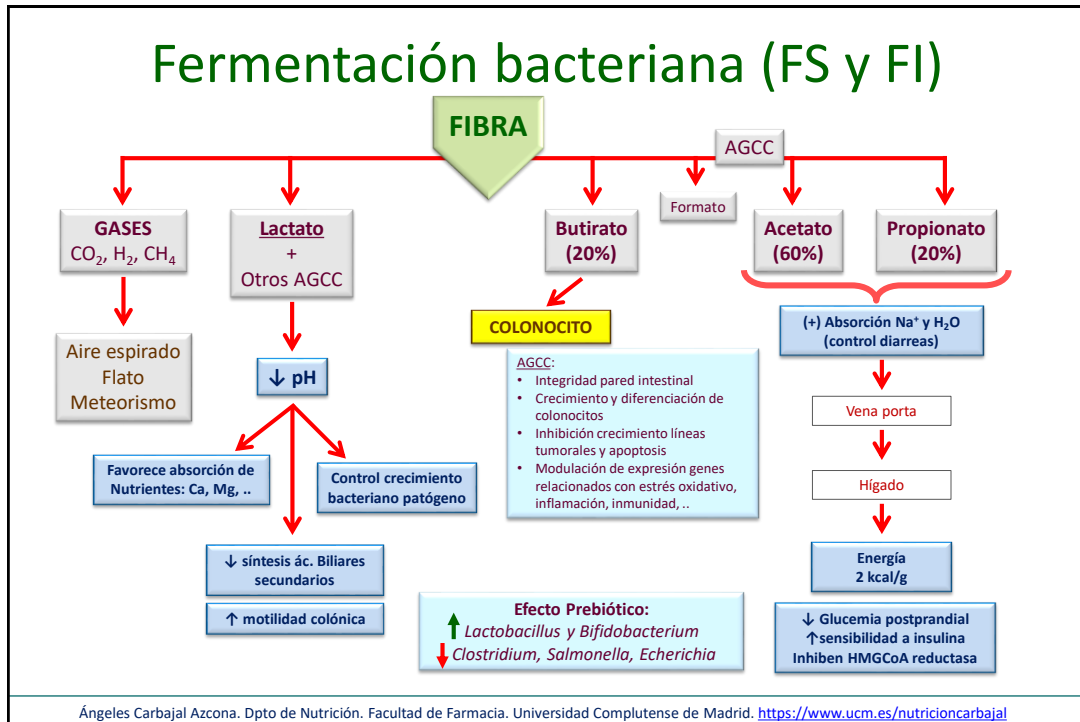 Fermentación bacteriana (FS y FI)
FIBRA
AGCC
GASES
CO₂, H₂, CH₄
Lactato
+
Otros AGCC
Butirato
(20%)
Formato
Acetato
(60%)
Propionato
(20%)
Aire espirado
Flato
Meteorismo
↓ pH
COLONOCITO
(+) Absorción Na⁺ y H₂O
(control diarreas)
AGCC:
• Integridad pared intestinal
• Crecimiento y diferenciación de
colonocitos
• Inhibición crecimiento líneas
tumorales y apoptosis
• Modulación de expresión genes
relacionados con estrés oxidativo,
inflamación, inmunidad, ..
Vena porta
Hígado
Favorece absorción de
Nutrientes: Ca, Mg, ..
Control crecimiento
bacteriano patógeno
↓ síntesis ác. Biliares
secundarios
↑ motilidad colónica
Energía
2 kcal/g
Efecto Prebiótico:
↑ Lactobacillus y Bifidobacterium
↓ Clostridium, Salmonella, Echerichia
↓ Glucemia postprandial
↑sensibilidad a insulina
Inhiben HMGCoA reductasa
Ángeles Carbajal Azcona. Dpto de Nutrición. Facultad de Farmacia. Universidad Complutense de Madrid. https://www.ucm.es/nutricioncarbajal